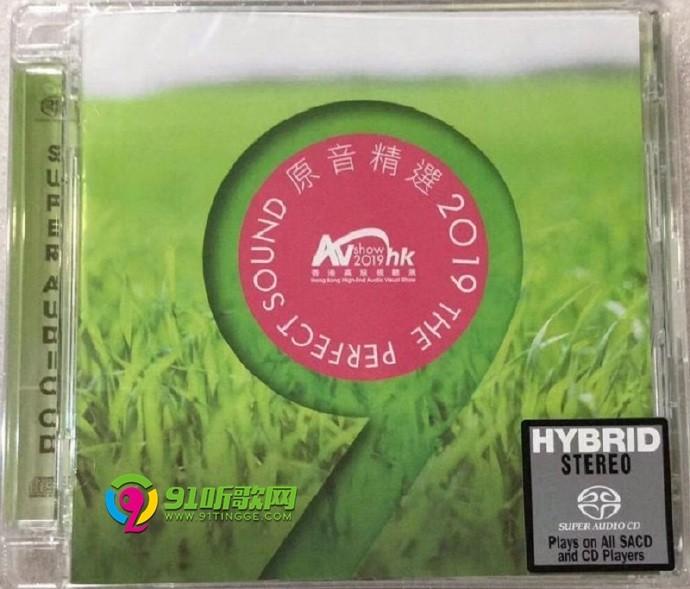 SUPER AUDIO CD
原音精選 2019 THE PERFECT SOUND
AV show 2019 hk
香港高級視聽展
Hong Kong High-End Audio Visual Show
91听歌网
WWW.91TINGGE.COM
HYBRID
STEREO
SUPER AUDIO CD
Plays on All SACD
and CD Players